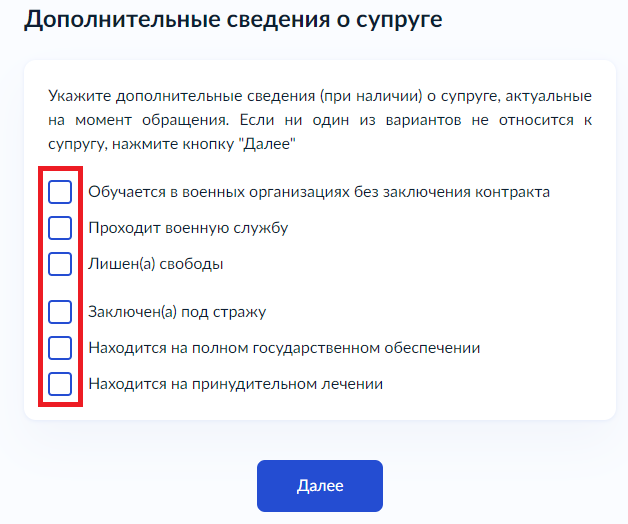 Дополнительные сведения о супруге
Укажите дополнительные сведения (при наличии) о супруге, актуальные
на момент обращения. Если ни один из вариантов не относится к
супругу, нажмите кнопку "Далее"
Обучается в военных организациях без заключения контракта
Проходит военную службу
Лишен(а) свободы
Заключен(а) под стражу
Находится на полном государственном обеспечении
Находится на принудительном лечении
Далее